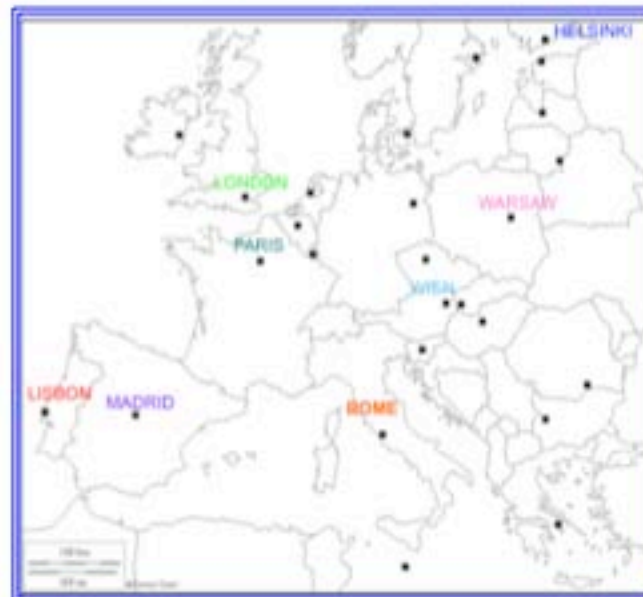 HELSINKI
LONDON
WARSAW
PARIS
WIEN
LISBON
MADRID
ROME